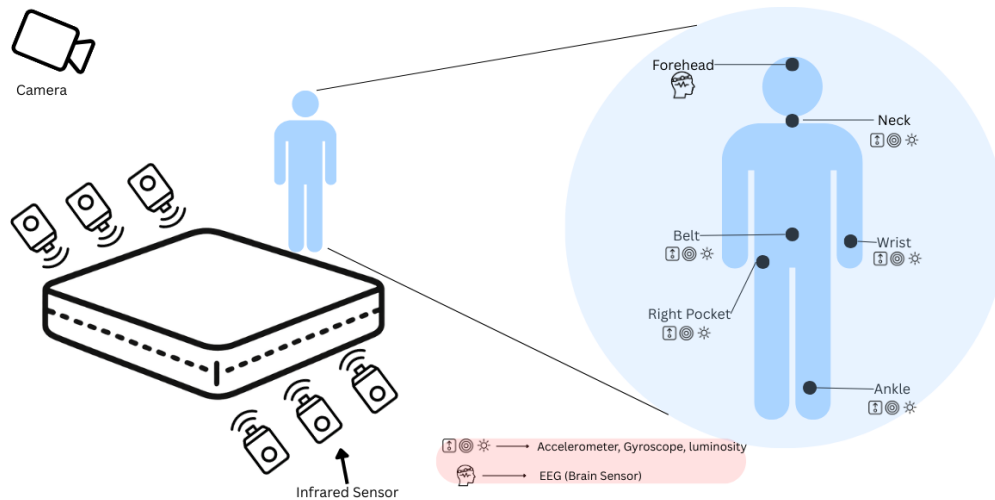 Camera
Forehead
Neck
Belt
Wrist
Right Pocket
Ankle
Accelerometer, Gyroscope, luminosity
EEG (Brain Sensor)
Infrared Sensor